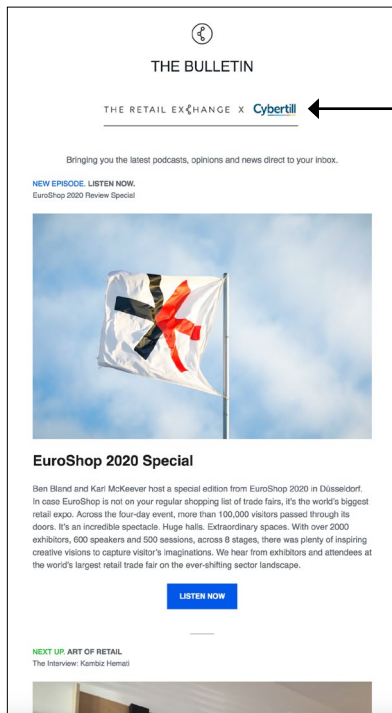 THE BULLETIN
THE RETAIL EXCHANGE X Cybertill
Bringing you the latest podcasts, opinions and news direct to your inbox.
NEW EPISODE. LISTEN NOW.
EuroShop 2020 Review Special
EuroShop 2020 Special
Ben Bland and Karl McKeever host a special edition from EuroShop 2020 in Düsseldorf.
In case EuroShop is not on your regular shopping list of trade fairs, it's the world's biggest
retail expo. Across the four-day event, more than 100,000 visitors passed through its
doors. It's an incredible spectacle. Huge halls. Extraordinary spaces. With over 2000
exhibitors, 600 speakers and 500 sessions, across 8 stages, there was plenty of inspiring
creative visions to capture visitor's imaginations. We hear from exhibitors and attendees at
the world's largest retail trade fair on the ever-shifting sector landscape.
LISTEN NOW
NEXT UP. ART OF RETAIL
The Interview: Kambiz Hemati